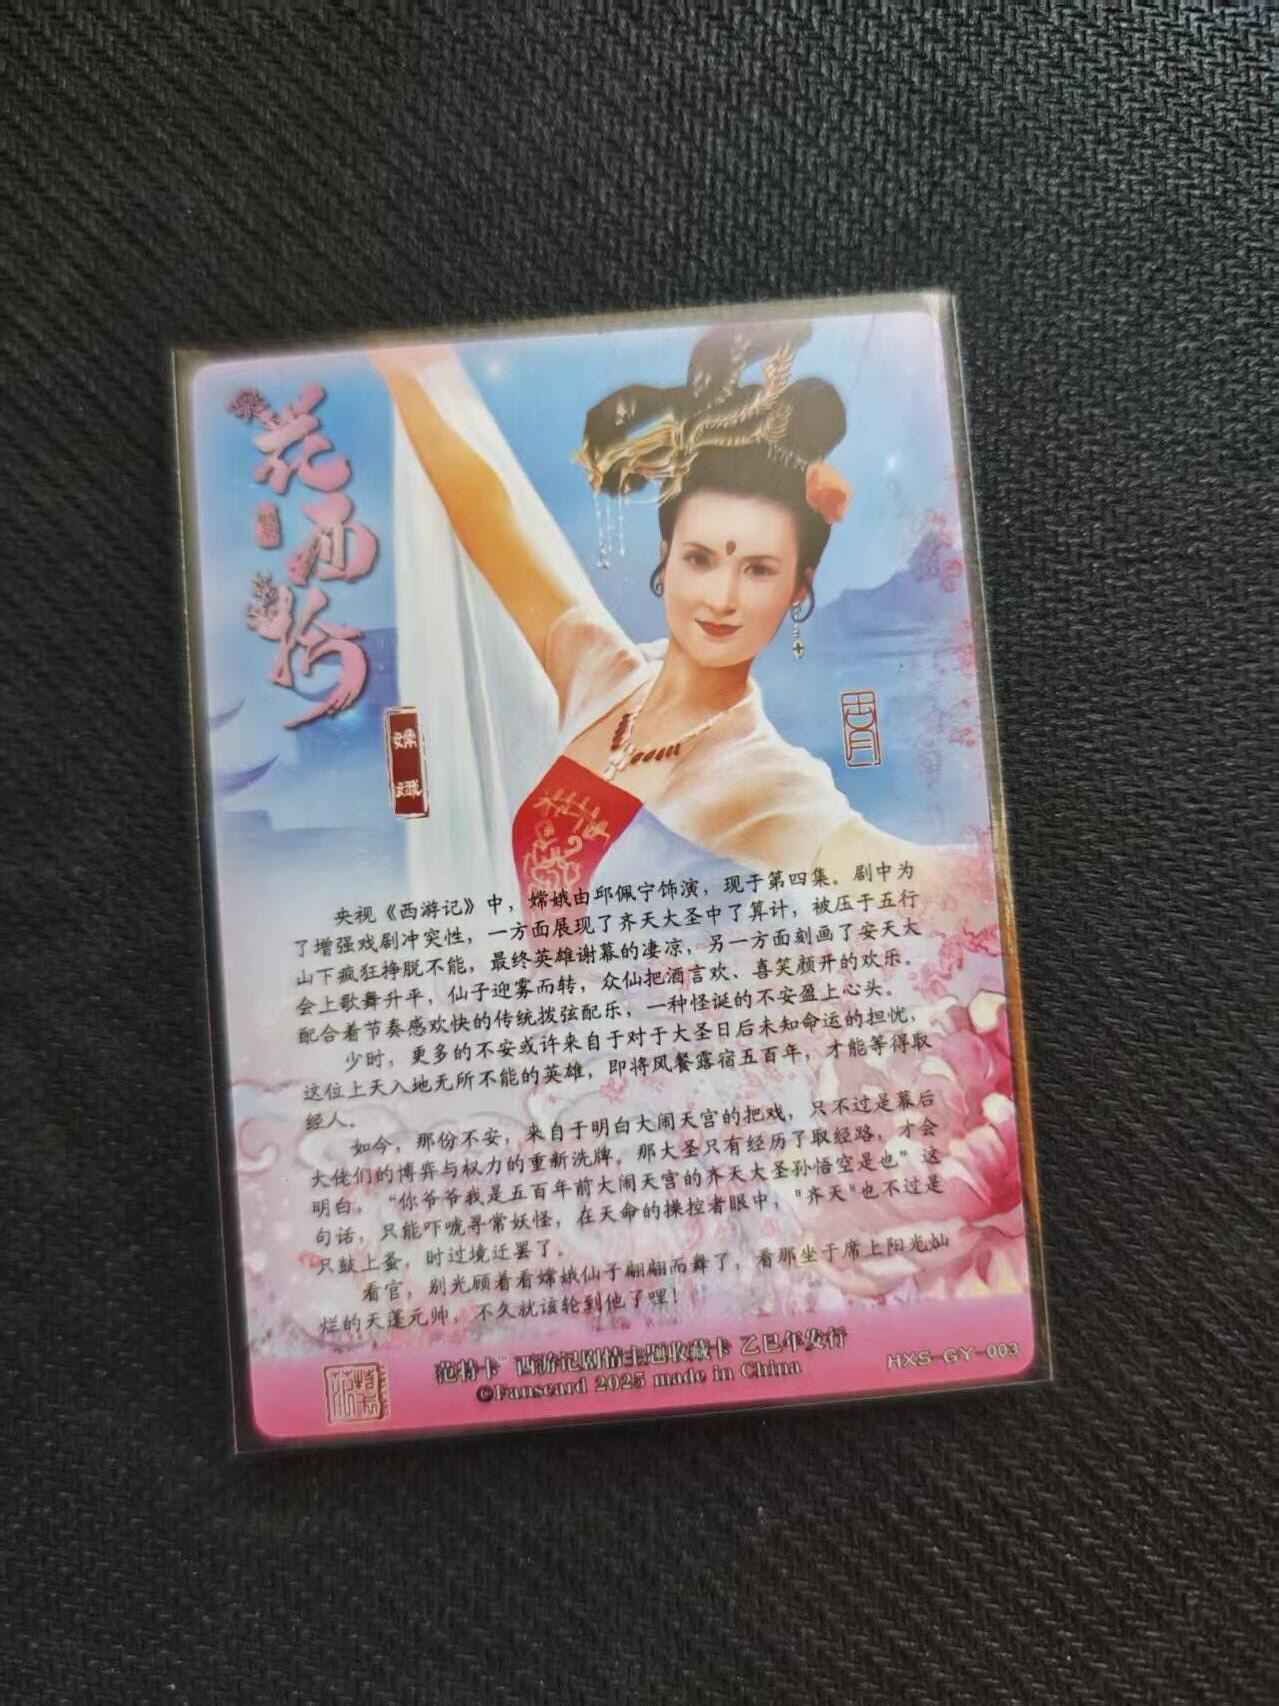 花西拾
嫦娥
香
央视《西游记》中，嫦娥由邱佩宁饰演，现于第四集。剧中为
了增强戏剧冲突性，一方面展现了齐天大圣中了算计，被压于五行
山下疯狂挣脱不能，最终英雄谢幕的凄凉，另一方面刻画了安天大
会上歌舞升平，仙子迎雾而转，众仙把酒言欢、喜笑颜开的欢乐。
配合着节奏感欢快的传统拨弦配乐，一种怪诞的不安盈上心头。
少时，更多的不安或许来自于对于大圣日后未知命运的担忧，
这位上天入地无所不能的英雄，即将风餐露宿五百年，才能等得取
经人。
如今，那份不安，来自于明白大闹天宫的把戏，只不过是幕后
大佬们的博弈与权力的重新洗牌。那大圣只有经历了取经路，才会
明白，“你爷爷我是五百年前大闹天宫的齐天大圣孙悟空是也”这
句话，只能吓唬寻常妖怪，在天命的操控者眼中，"齐天"也不过是
只鼓上蚤，时过境迁罢了。
看官，别光顾着看嫦娥仙子翩翩而舞了，看那坐于席上阳光灿
烂的天蓬元帅，不久就该轮到他了哩！
范特卡 西游记剧情主题收藏卡 乙巳年发行
©Fanscard 2025 made in China
HXS-GY-003